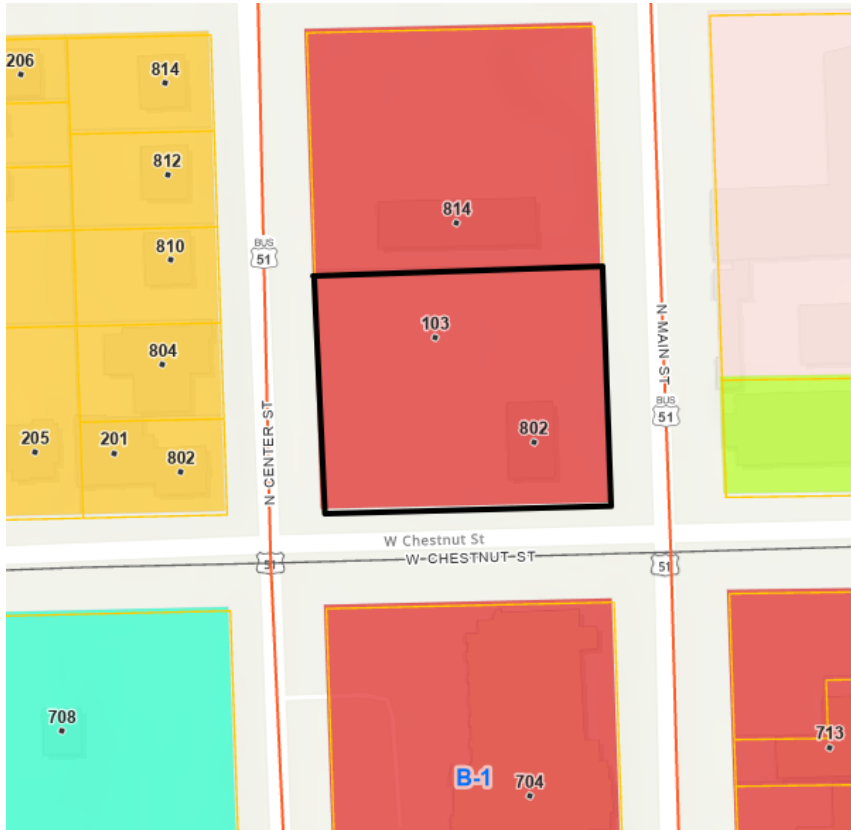 206
814
812
810
804
205
201
802
BUS
51
N CENTER ST
814
103
802
N MAIN ST
BUS
51
W Chestnut St
W CHESTNUT ST
51
51
708
B-1
704
713